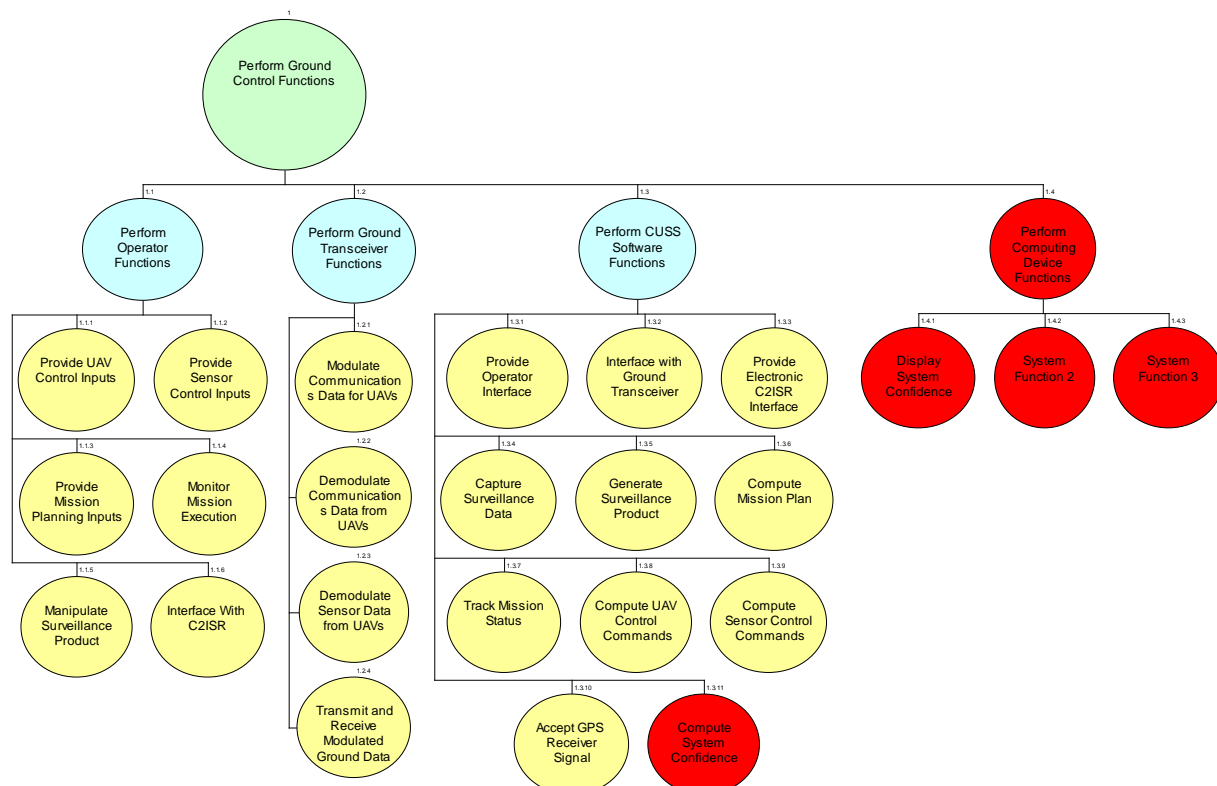 1
Perform Ground
Control Functions
1.1
Perform
Operator
Functions
1.2
Perform Ground
Transceiver
Functions
1.3
Perform CUSS
Software
Functions
1.4
Perform
Computing
Device
Functions
1.1.1
Provide UAV
Control Inputs
1.1.2
Provide
Sensor
Control Inputs
1.1.3
Provide
Mission
Planning Inputs
1.1.4
Monitor
Mission
Execution
1.1.5
Manipulate
Surveillance
Product
1.1.6
Interface With
C2ISR
1.2.1
Modulate
Communication
s Data for UAVs
1.2.2
Demodulate
Communication
s Data from
UAVs
1.2.3
Demodulate
Sensor Data
from UAVs
1.2.4
Transmit and
Receive
Modulated
Ground Data
1.3.1
Provide
Operator
Interface
1.3.2
Interface with
Ground
Transceiver
1.3.3
Provide
Electronic
C2ISR
Interface
1.3.4
Capture
Surveillance
Data
1.3.5
Generate
Surveillance
Product
1.3.6
Compute
Mission Plan
1.3.7
Track Mission
Status
1.3.8
Compute UAV
Control
Commands
1.3.9
Compute
Sensor Control
Commands
1.3.10
Accept GPS
Receiver
Signal
1.3.11
Compute
System
Confidence
1.4.1
Display
System
Confidence
1.4.2
System
Function 2
1.4.3
System
Function 3